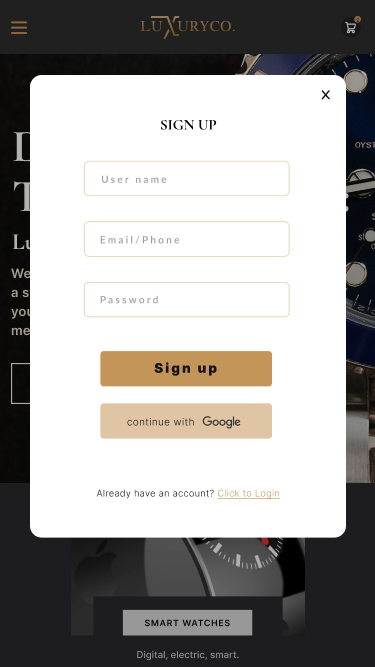 LUXURYCO.
X
SIGN UP
User name
Email/Phone
Password
Sign up
continue with Google
Already have an account? Click to Login
D
T
Lu
We
a s
you
me
OYST
SMART WATCHES
Digital, electric, smart.